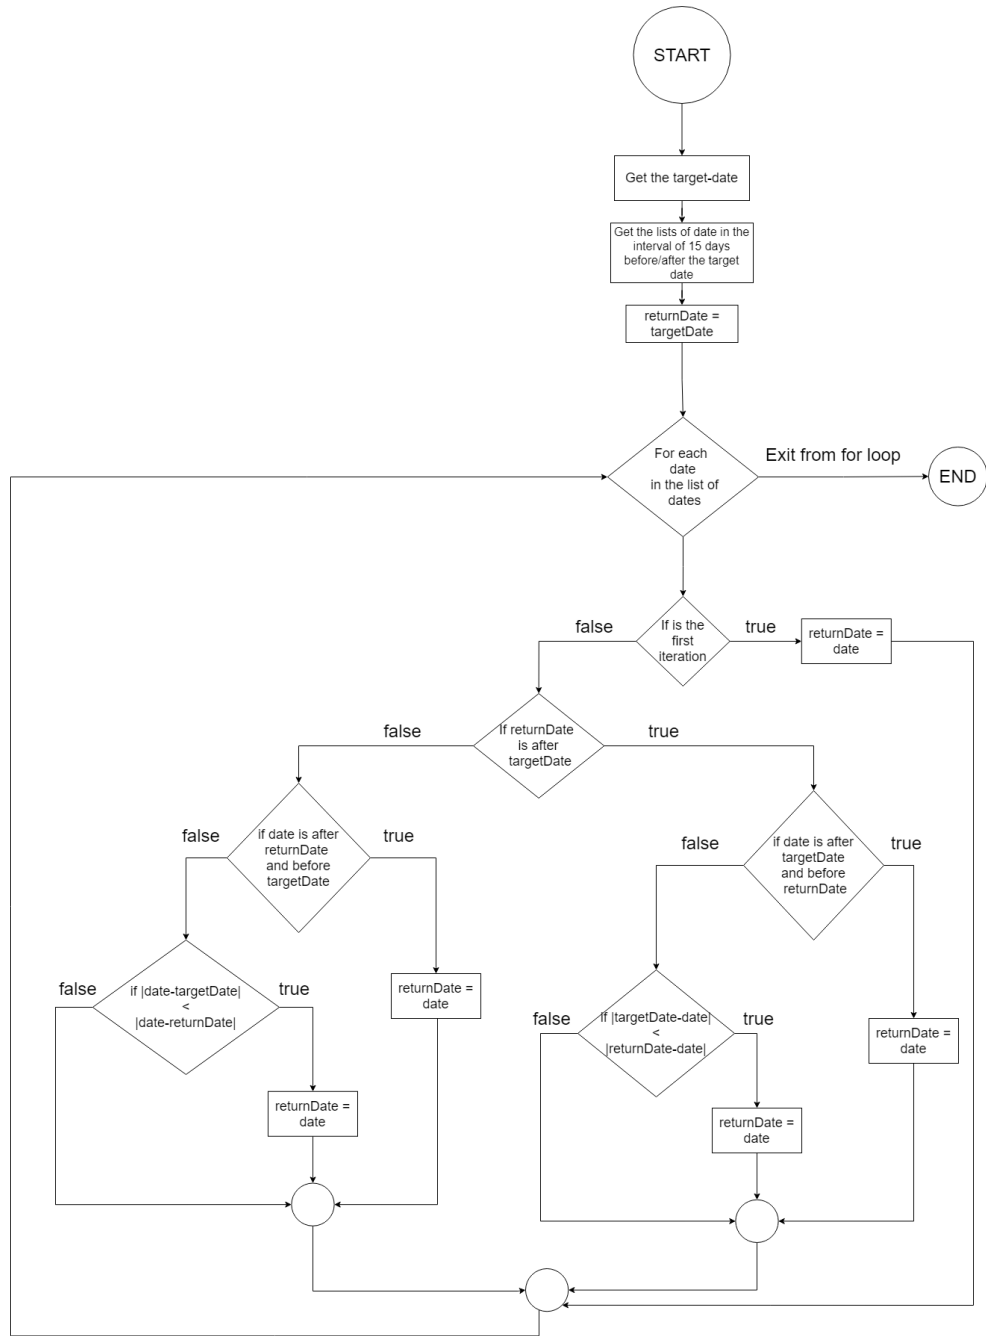 START
Get the target-date
Get the lists of date in the
interval of 15 days
before/after the target
date
returnDate =
targetDate
For each
date
in the list of
dates
Exit from for loop
END
false
If is the
first
iteration
true
returnDate =
date
false
If returnDate
is after
targetDate
true
false
if date is after
returnDate
and before
targetDate
true
false
if date is after
targetDate
and before
returnDate
true
false
if |date-targetDate|
<
|date-returnDate|
true
returnDate =
date
false
If |targetDate-date|
<
|returnDate-date|
true
returnDate =
date
returnDate =
date
returnDate =
date